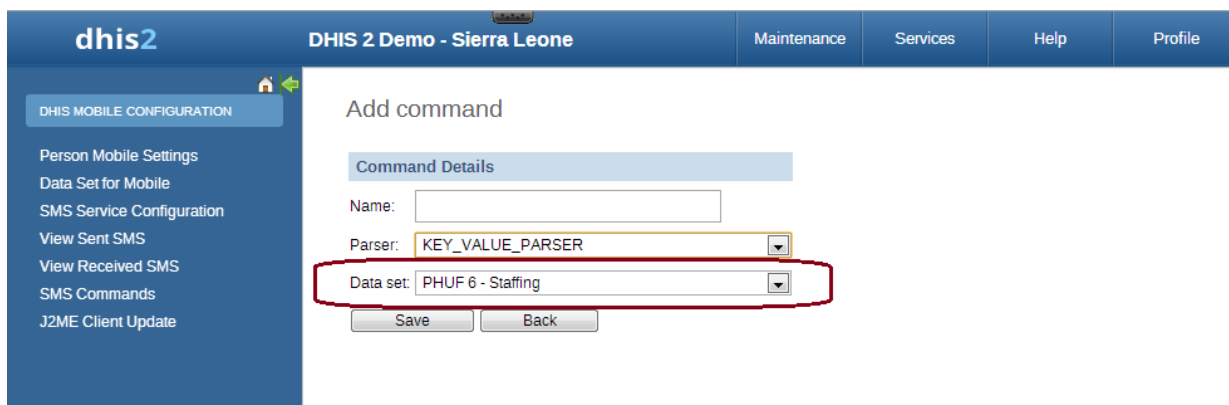 dhis2
DHIS 2 Demo - Sierra Leone
Maintenance
Services
Help
Profile
DHIS MOBILE CONFIGURATION
Person Mobile Settings
Data Set for Mobile
SMS Service Configuration
View Sent SMS
View Received SMS
SMS Commands
J2ME Client Update
Add command
Command Details
Name:
Parser: KEY_VALUE_PARSER
Data set: PHUF 6 - Staffing
Save Back